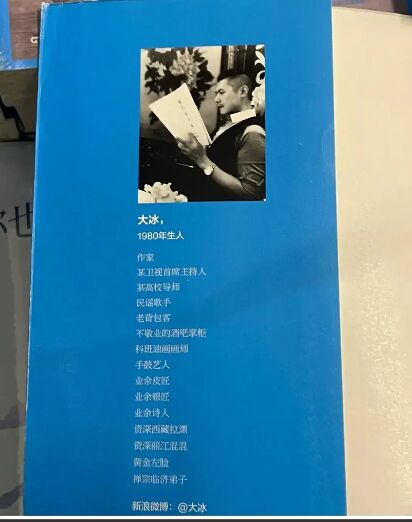 大冰，
1980年生人
作家
某卫视首席主持人
某高校导师
民谣歌手
老背包客
不敬业的酒吧掌柜
科班油画画师
手鼓艺人
业余皮匠
业余银匠
业余诗人
资深西藏拉漂
资深丽江混混
黄金左脸
禅宗临济弟子
新浪微博：@大冰